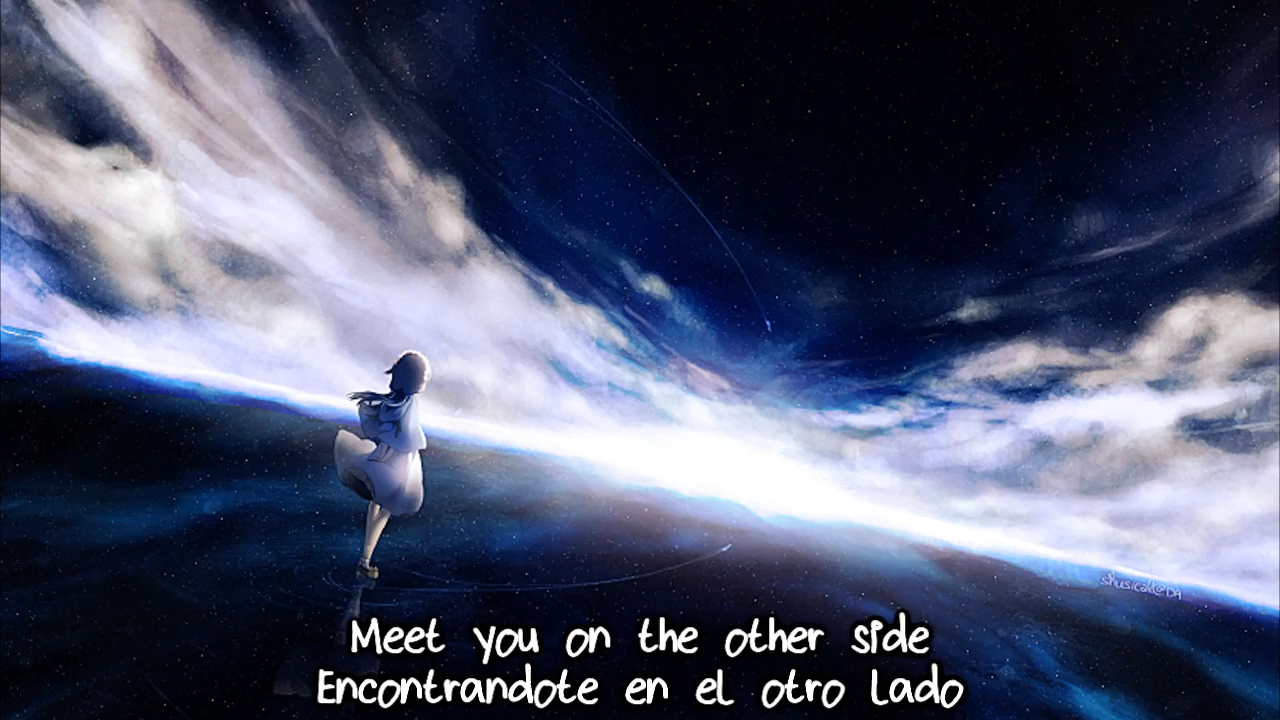 Meet you on the other side
Encontrandote en el otro lado